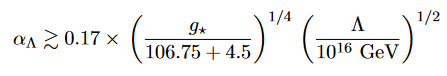 α_Λ ≳ 0.17 × (g_⋆ / (106.75 + 4.5))^{1/4} (Λ / (10^{16} GeV))^{1/2}